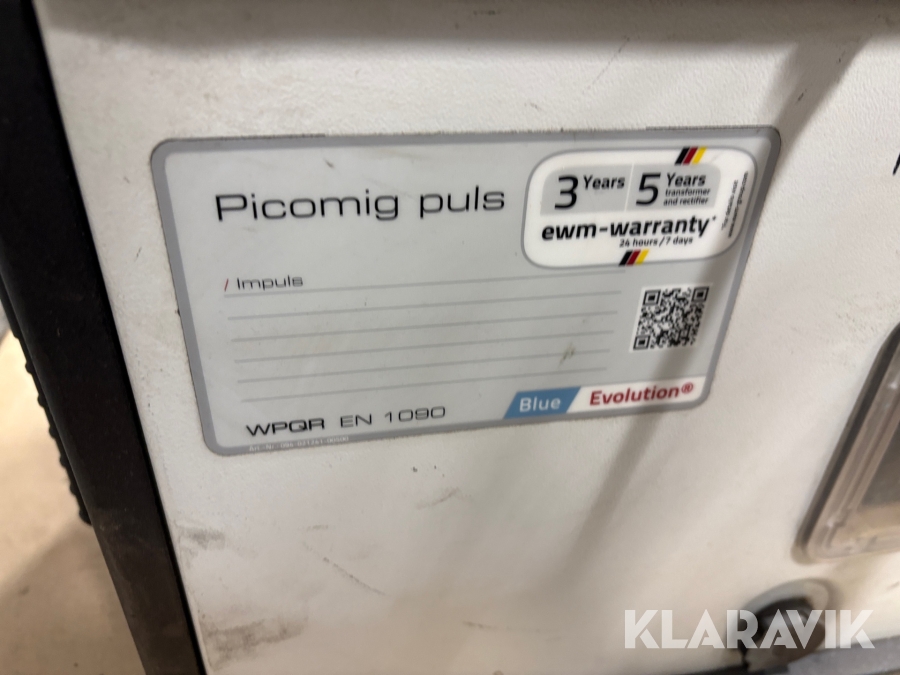 Picomig puls
3 Years 5 Years
transformer
and rectifier
ewm-warranty*
24 hours / 7 days
/ Impuls
Blue Evolution®
WPQR EN 1090
KLARAVIK